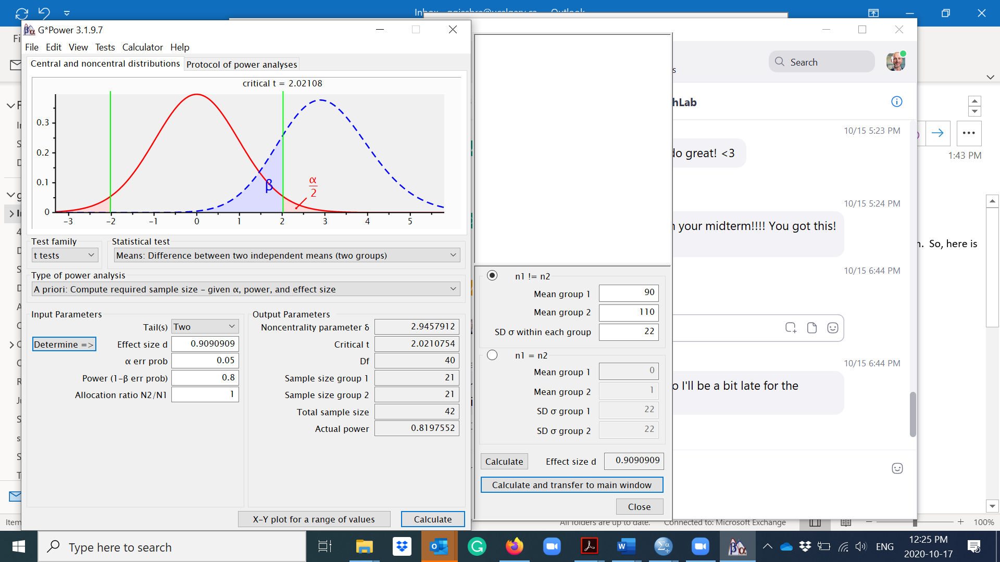 G*Power 3.1.9.7
File Edit View Tests Calculator Help
Central and noncentral distributions
Protocol of power analyses
critical t = 2.02108
0.3
0.2
0.1
0
-3 -2 -1 0 1 2 3 4 5
β
α
2
Test family
Statistical test
t tests
Means: Difference between two independent means (two groups)
Type of power analysis
A priori: Compute required sample size - given α, power, and effect size
Input Parameters
Tail(s) Two
Determine => Effect size d 0.9090909
α err prob 0.05
Power (1-β err prob) 0.8
Allocation ratio N2/N1 1
Output Parameters
Noncentrality parameter δ 2.9457912
Critical t 2.0210754
Df 40
Sample size group 1 21
Sample size group 2 21
Total sample size 42
Actual power 0.8197552
X-Y plot for a range of values
Calculate
n1 != n2
Mean group 1 90
Mean group 2 110
SD σ within each group 22
n1 = n2
Mean group 1 0
Mean group 2 1
SD σ group 1 22
SD σ group 2 22
Calculate Effect size d 0.9090909
Calculate and transfer to main window
Close
Search
hLab
10/15 5:23 PM
do great! <3
10/15 5:24 PM
your midterm!!!! You got this!
10/15 6:44 PM
10/15 6:44 PM
I'll be a bit late for the
1:43 PM
So, here is
All folders are up to date. Connected to: Microsoft Exchange
100%
Type here to search
ENG
12:25 PM
2020-10-17